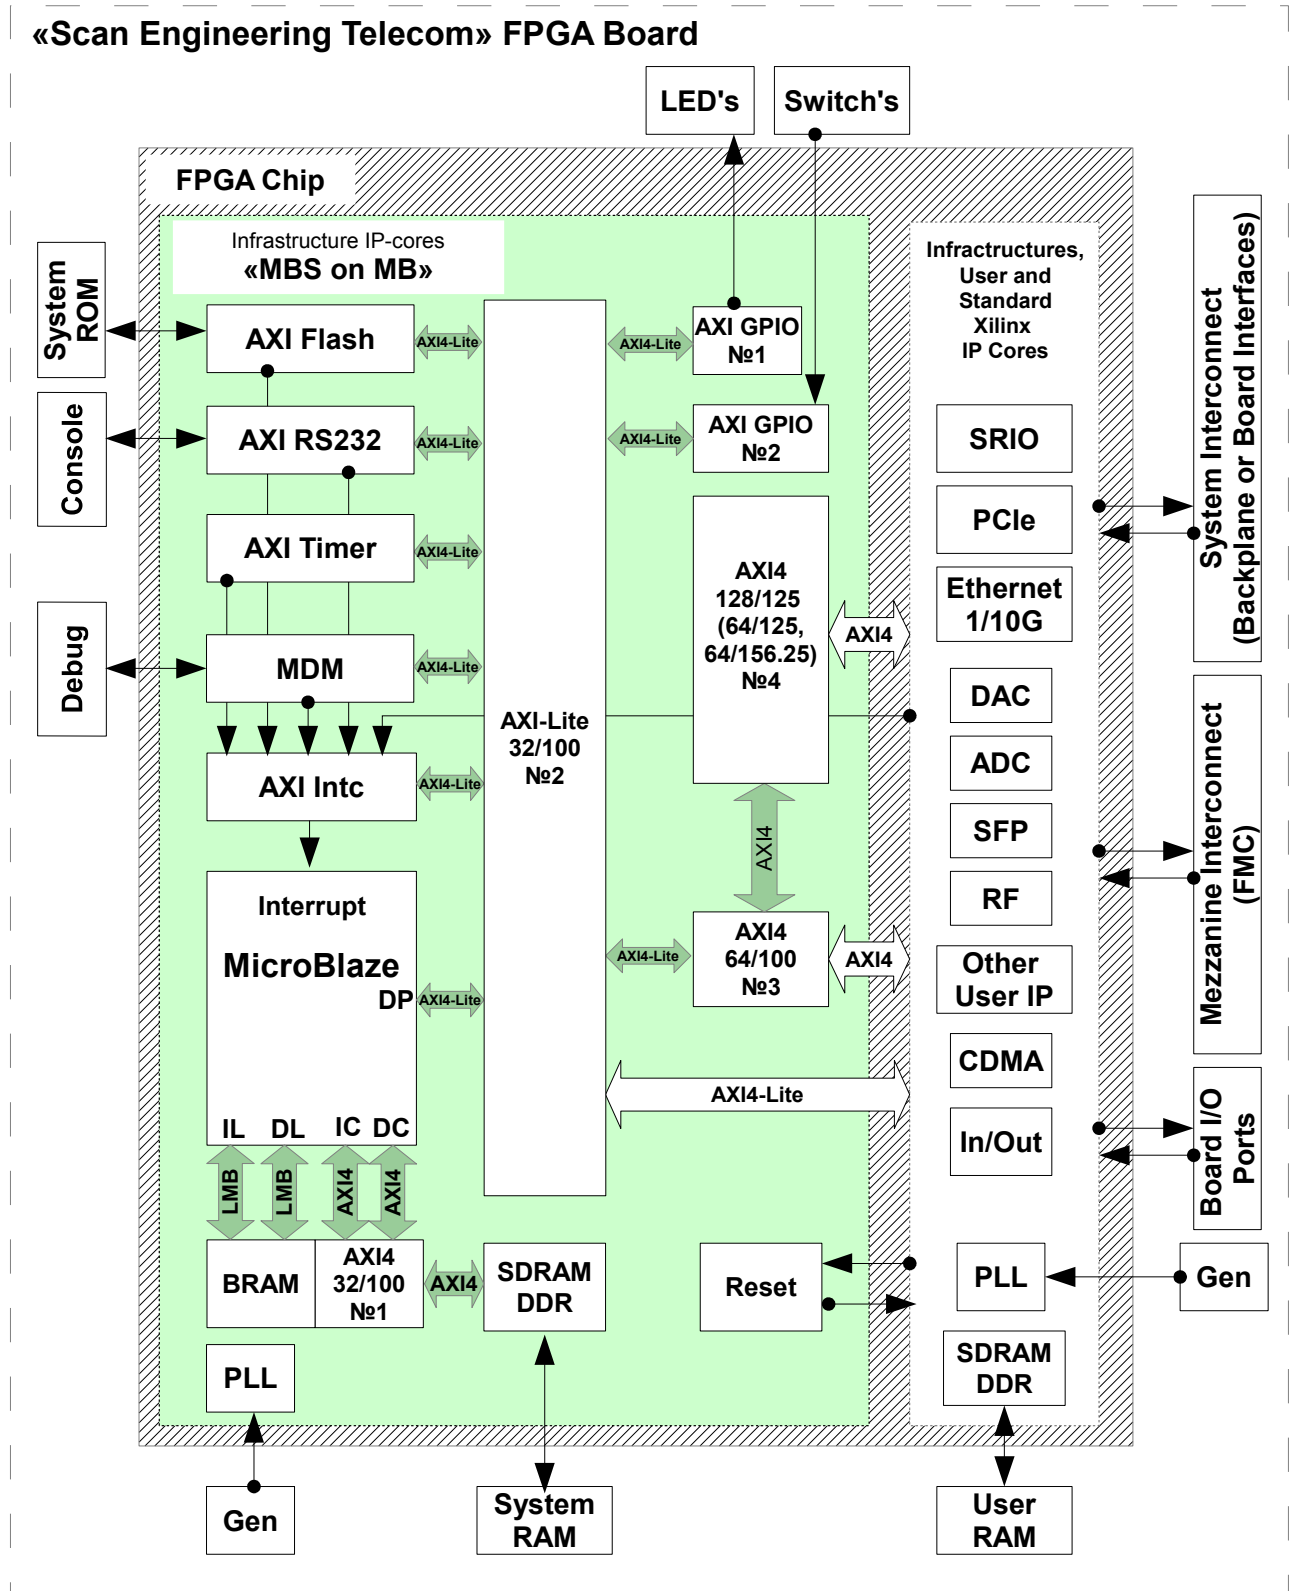 «Scan Engineering Telecom» FPGA Board
LED's
Switch's
FPGA Chip
Infrastructure IP-cores
«MBS on MB»
System
ROM
Console
Debug
AXI Flash
AXI RS232
AXI Timer
MDM
AXI Intc
AXI4-Lite
AXI4-Lite
AXI4-Lite
AXI4-Lite
AXI4-Lite
Interrupt
MicroBlaze
DP
AXI4-Lite
IL
DL
IC
DC
LMB
LMB
AXI4
AXI4
BRAM
AXI4
32/100
№1
AXI4
SDRAM
DDR
PLL
Gen
System
RAM
AXI-Lite
32/100
№2
AXI4-Lite
AXI GPIO
№1
AXI4-Lite
AXI GPIO
№2
AXI4
128/125
(64/125,
64/156.25)
№4
AXI4
AXI4
AXI4-Lite
AXI4
64/100
№3
AXI4
AXI4-Lite
Reset
Infractructures,
User and
Standard
Xilinx
IP Cores
SRIO
PCIe
Ethernet
1/10G
DAC
ADC
SFP
RF
Other
User IP
CDMA
In/Out
PLL
SDRAM
DDR
User
RAM
System Interconnect
(Backplane or Board Interfaces)
Mezzanine Interconnect
(FMC)
Board I/O
Ports
Gen